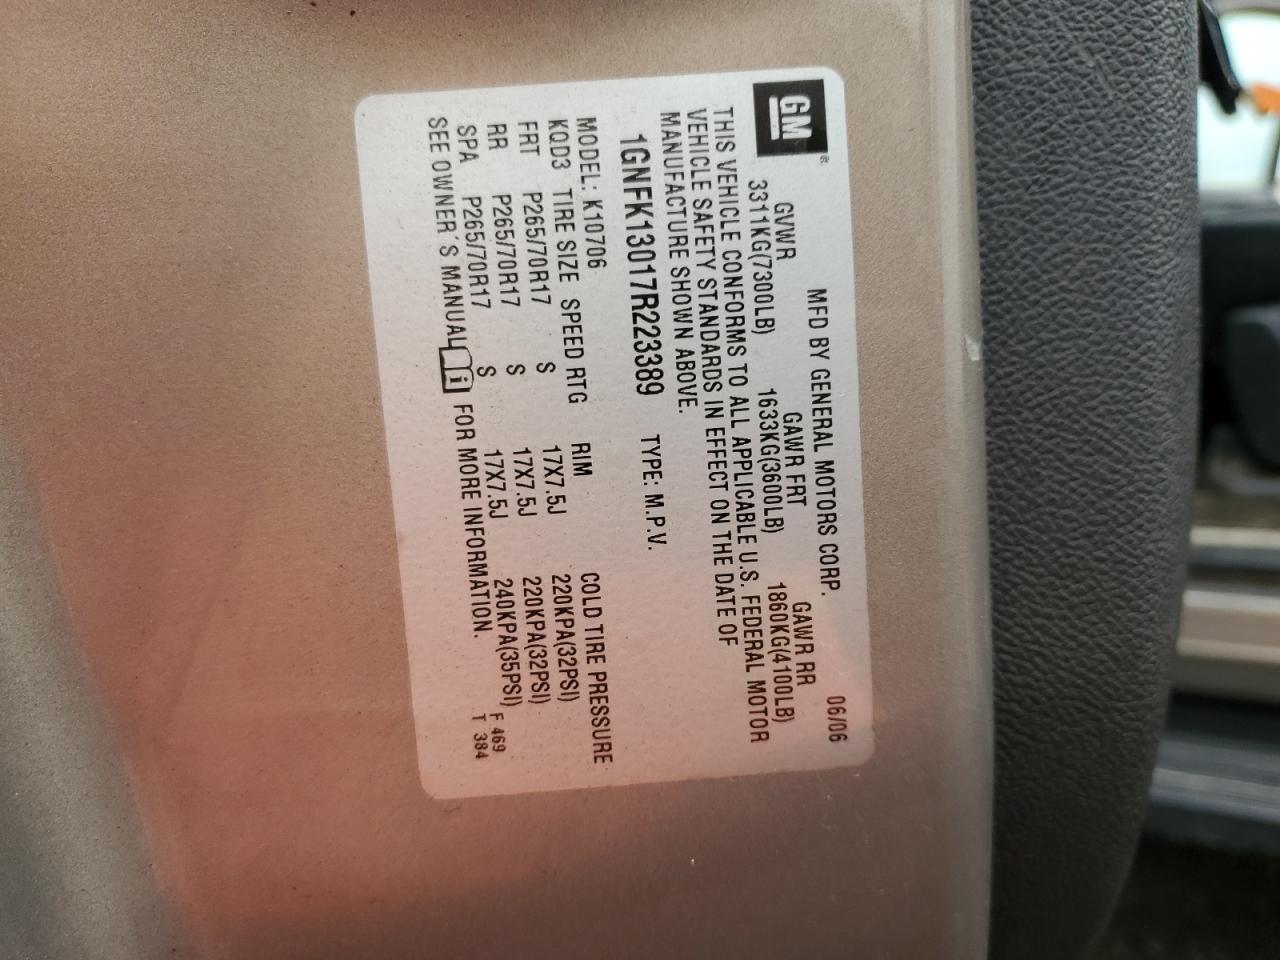 GM ®
MFD BY GENERAL MOTORS CORP. 06/06
GVWR GAWR FRT GAWR RR
3311KG(7300LB) 1633KG(3600LB) 1860KG(4100LB)
THIS VEHICLE CONFORMS TO ALL APPLICABLE U.S. FEDERAL MOTOR
VEHICLE SAFETY STANDARDS IN EFFECT ON THE DATE OF
MANUFACTURE SHOWN ABOVE.
1GNFK13017R223389 TYPE: M.P.V.
MODEL: K10706
KQD3 TIRE SIZE SPEED RTG RIM COLD TIRE PRESSURE
FRT P265/70R17 S 17X7.5J 220KPA(32PSI)
RR P265/70R17 S 17X7.5J 220KPA(32PSI)
SPA P265/70R17 S 17X7.5J 240KPA(35PSI)
SEE OWNER'S MANUAL i FOR MORE INFORMATION.
F 469
T 384